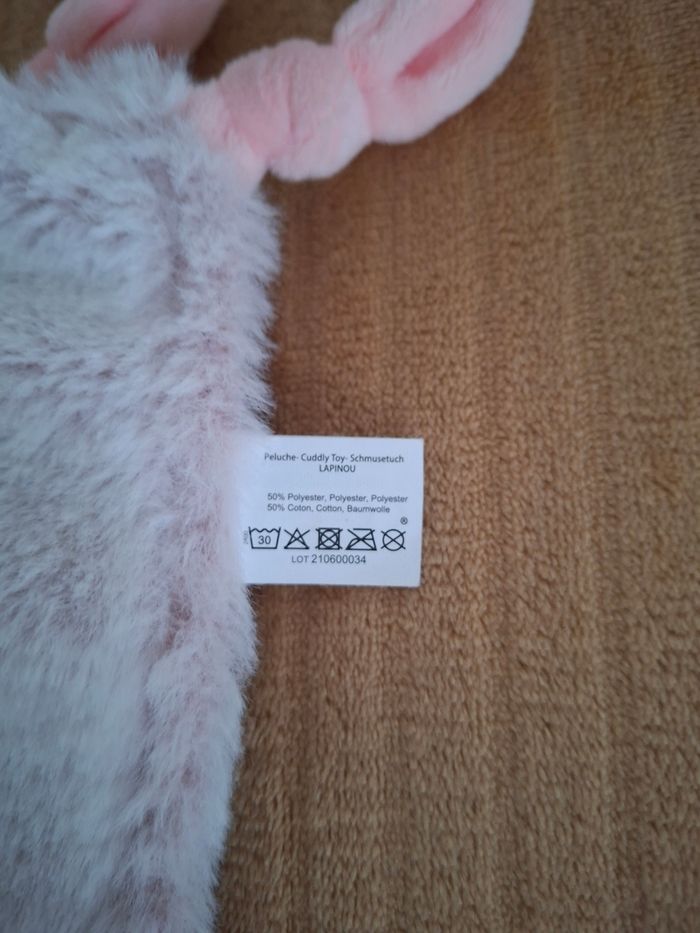 Peluche- Cuddly Toy- Schmusetuch
LAPINOU
50% Polyester, Polyester, Polyester
50% Coton, Cotton, Baumwolle
®
30
LOT 210600034